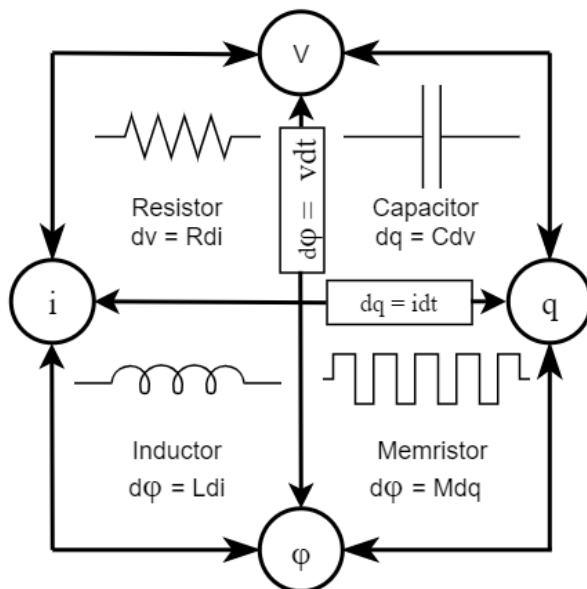 V
Resistor
dv = Rdi
dφ = vdt
Capacitor
dq = Cdv
i
dq = idt
q
Inductor
dφ = Ldi
Memristor
dφ = Mdq
φ